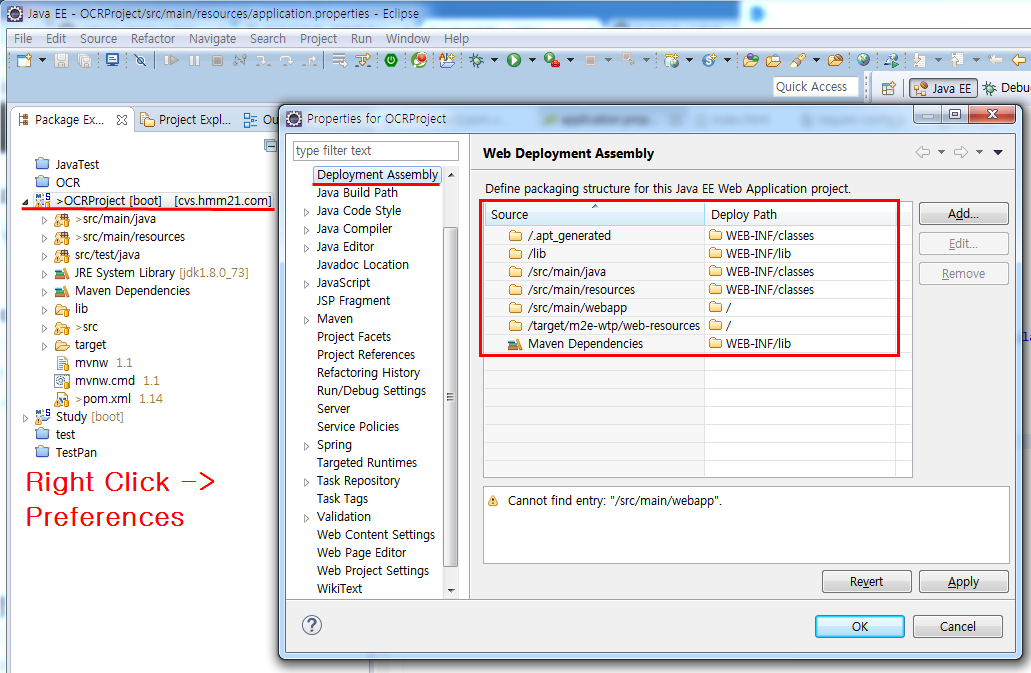 Java EE - OCRProject/src/main/resources/application.properties - Eclipse
File Edit Source Refactor Navigate Search Project Run Window Help
Quick Access
Java EE
Debu
Package Ex...
Project Expl...
Ou
JavaTest
OCR
>OCRProject [boot] [cvs.hmm21.com]
>src/main/java
>src/main/resources
src/test/java
JRE System Library [jdk1.8.0_73]
Maven Dependencies
lib
>src
target
mvnw 1.1
mvnw.cmd 1.1
>pom.xml 1.14
Study [boot]
test
TestPan
Right Click ->
Preferences
Properties for OCRProject
type filter text
Deployment Assembly
Java Build Path
Java Code Style
Java Compiler
Java Editor
Javadoc Location
JavaScript
JSP Fragment
Maven
Project Facets
Project References
Refactoring History
Run/Debug Settings
Server
Service Policies
Spring
Targeted Runtimes
Task Repository
Task Tags
Validation
Web Content Settings
Web Page Editor
Web Project Settings
WikiText
Web Deployment Assembly
Define packaging structure for this Java EE Web Application project.
Source Deploy Path
/.apt_generated WEB-INF/classes
/lib WEB-INF/lib
/src/main/java WEB-INF/classes
/src/main/resources WEB-INF/classes
/src/main/webapp /
/target/m2e-wtp/web-resources /
Maven Dependencies WEB-INF/lib
Add...
Edit...
Remove
Cannot find entry: "/src/main/webapp".
Revert Apply
OK Cancel